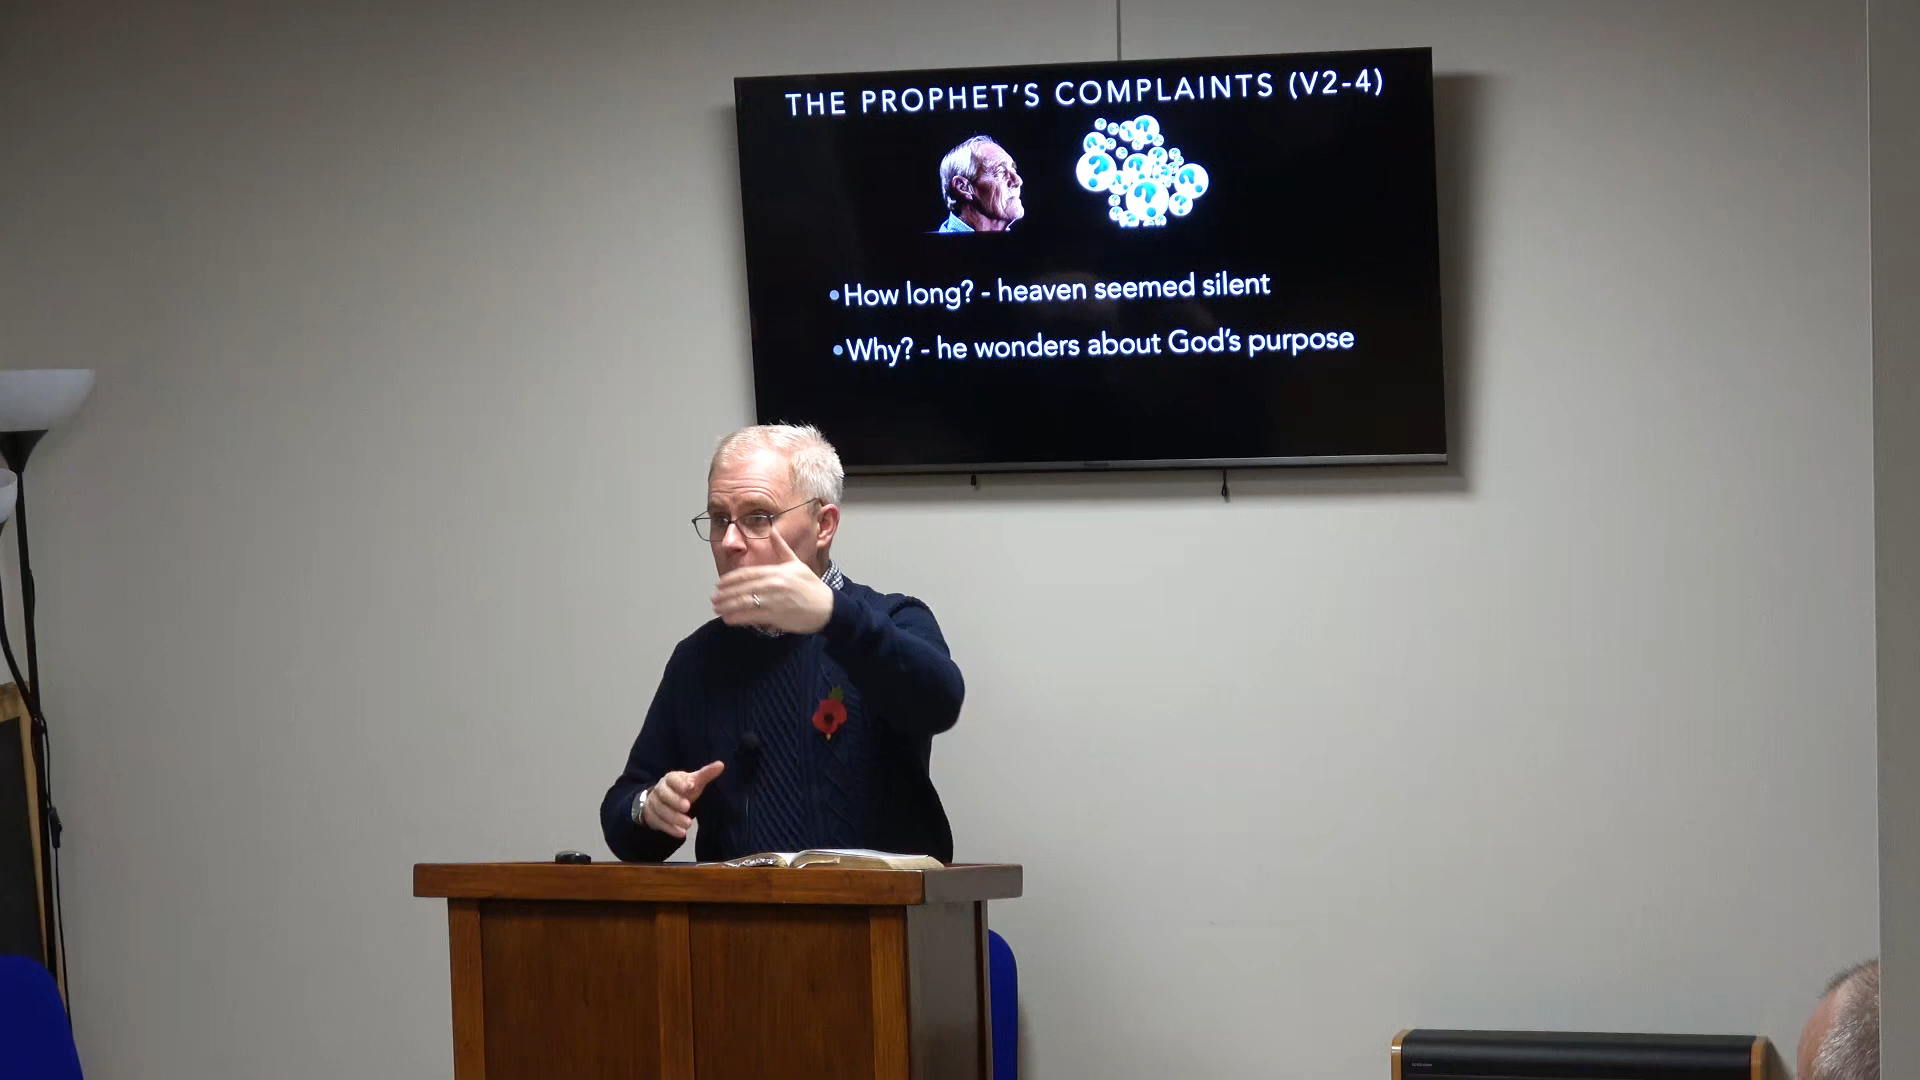 THE PROPHET’S COMPLAINTS (V2-4)
•How long? - heaven seemed silent
•Why? - he wonders about God’s purpose